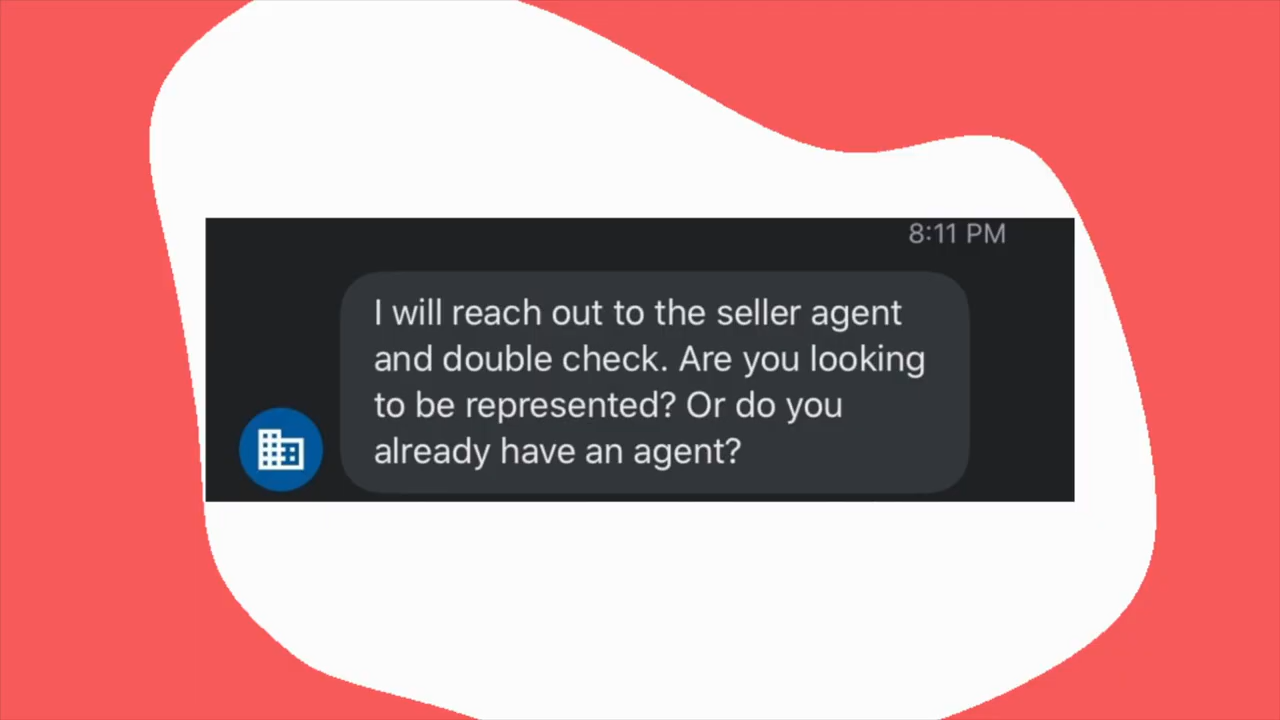 8:11 PM
I will reach out to the seller agent
and double check. Are you looking
to be represented? Or do you
already have an agent?